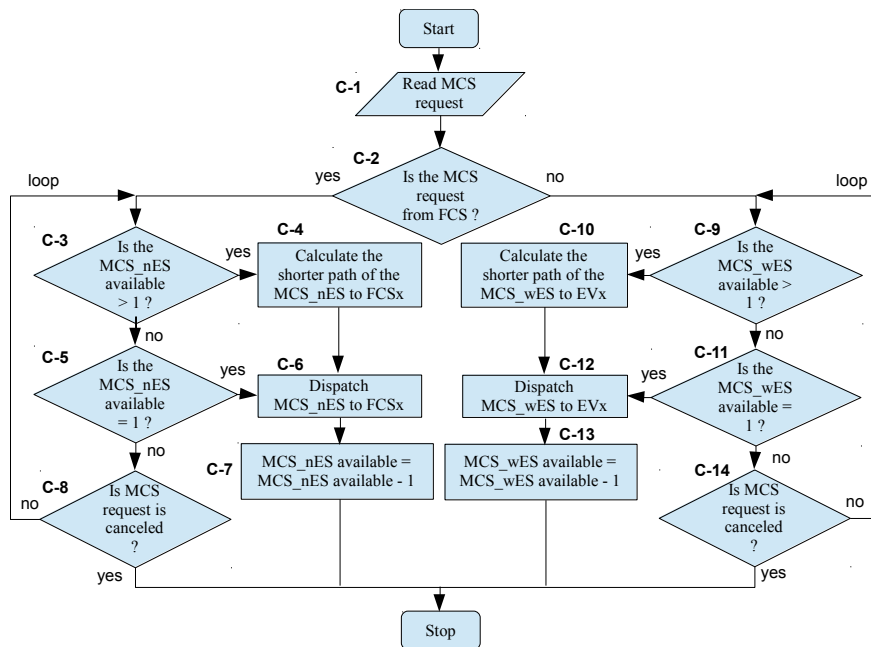 Start
C-1
Read MCS
request
C-2
Is the MCS
request
from FCS ?
yes
no
loop
loop
C-3
Is the
MCS_nES
available
> 1 ?
yes
no
C-4
Calculate the
shorter path of the
MCS_nES to FCSx
C-10
Calculate the
shorter path of the
MCS_wES to EVx
C-9
Is the
MCS_wES
available >
1 ?
yes
no
C-5
Is the
MCS_nES
available
= 1 ?
yes
no
C-6
Dispatch
MCS_nES to FCSx
C-12
Dispatch
MCS_wES to EVx
C-11
Is the
MCS_wES
available =
1 ?
yes
no
C-7
MCS_nES available =
MCS_nES available - 1
C-13
MCS_wES available =
MCS_wES available - 1
C-8
Is MCS
request is
canceled
?
no
yes
C-14
Is MCS
request is
canceled
?
no
yes
Stop